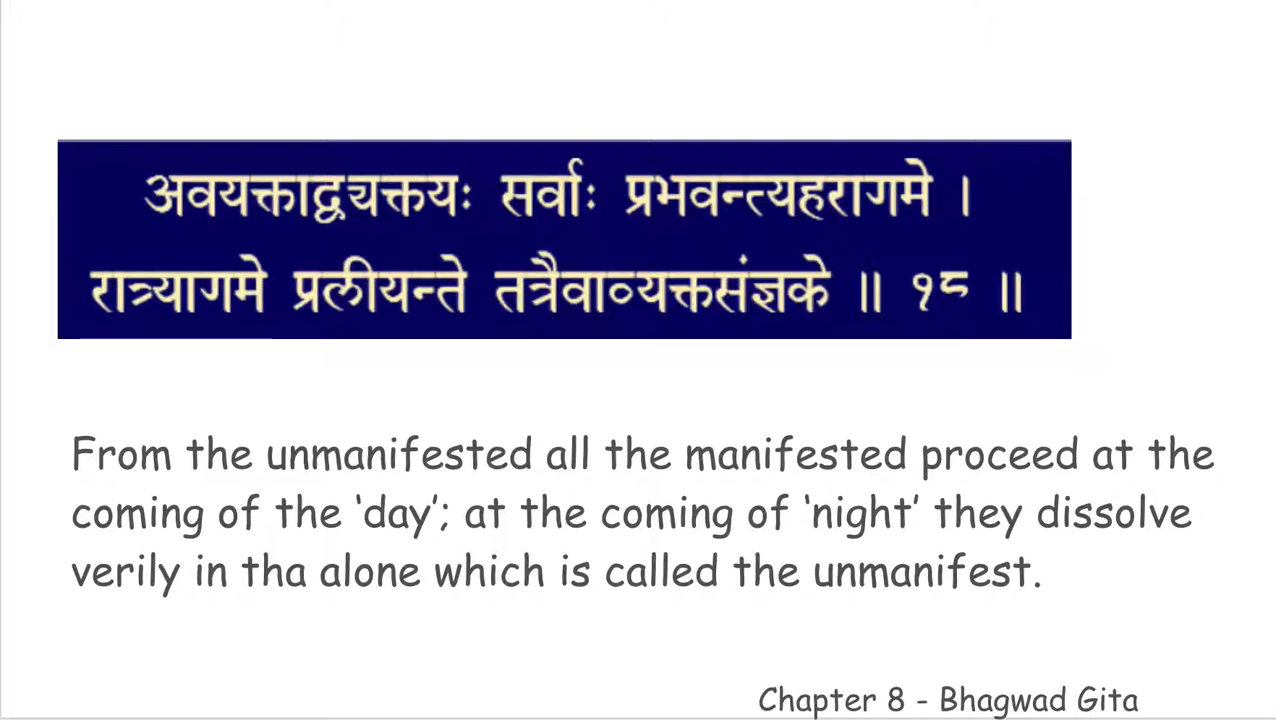 अवयक्ताद्व्यक्तयः सर्वाः प्रभवन्त्यहरागमे ।
रात्र्यागमे प्रलीयन्ते तत्रैवाव्यक्तसंज्ञके ॥ १८ ॥
From the unmanifested all the manifested proceed at the
coming of the ‘day’; at the coming of ‘night’ they dissolve
verily in tha alone which is called the unmanifest.
Chapter 8 - Bhagwad Gita